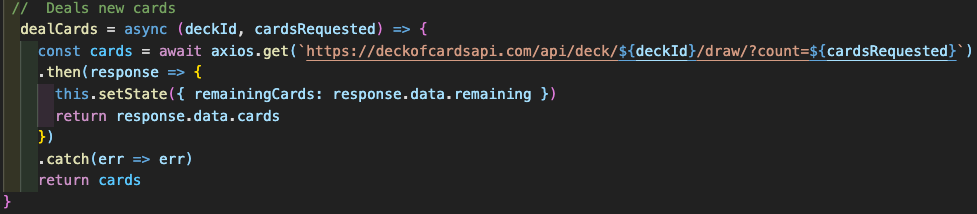 //  Deals new cards
dealCards = async (deckId, cardsRequested) => {
const cards = await axios.get(`https://deckofcardsapi.com/api/deck/${deckId}/draw/?count=${cardsRequested}`)
.then(response => {
this.setState({ remainingCards: response.data.remaining })
return response.data.cards
})
.catch(err => err)
return cards
}